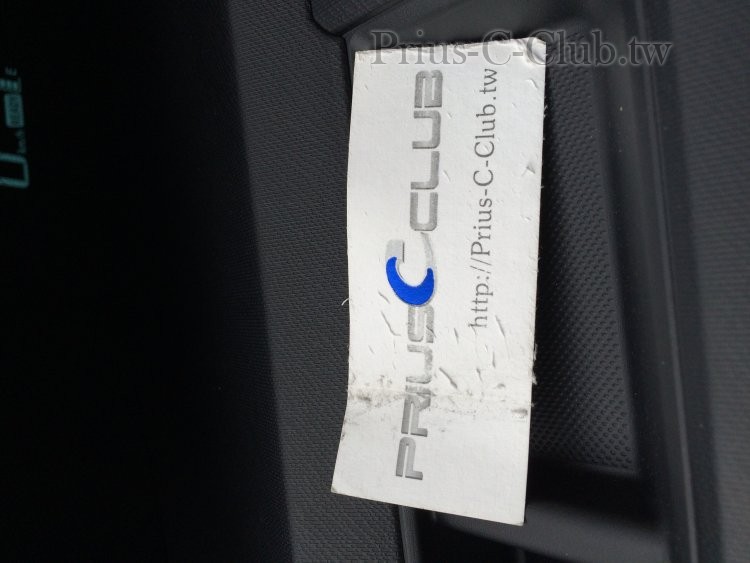 Prius-C-Club.tw
PRIUS C CLUB
http://Prius-C-Club.tw